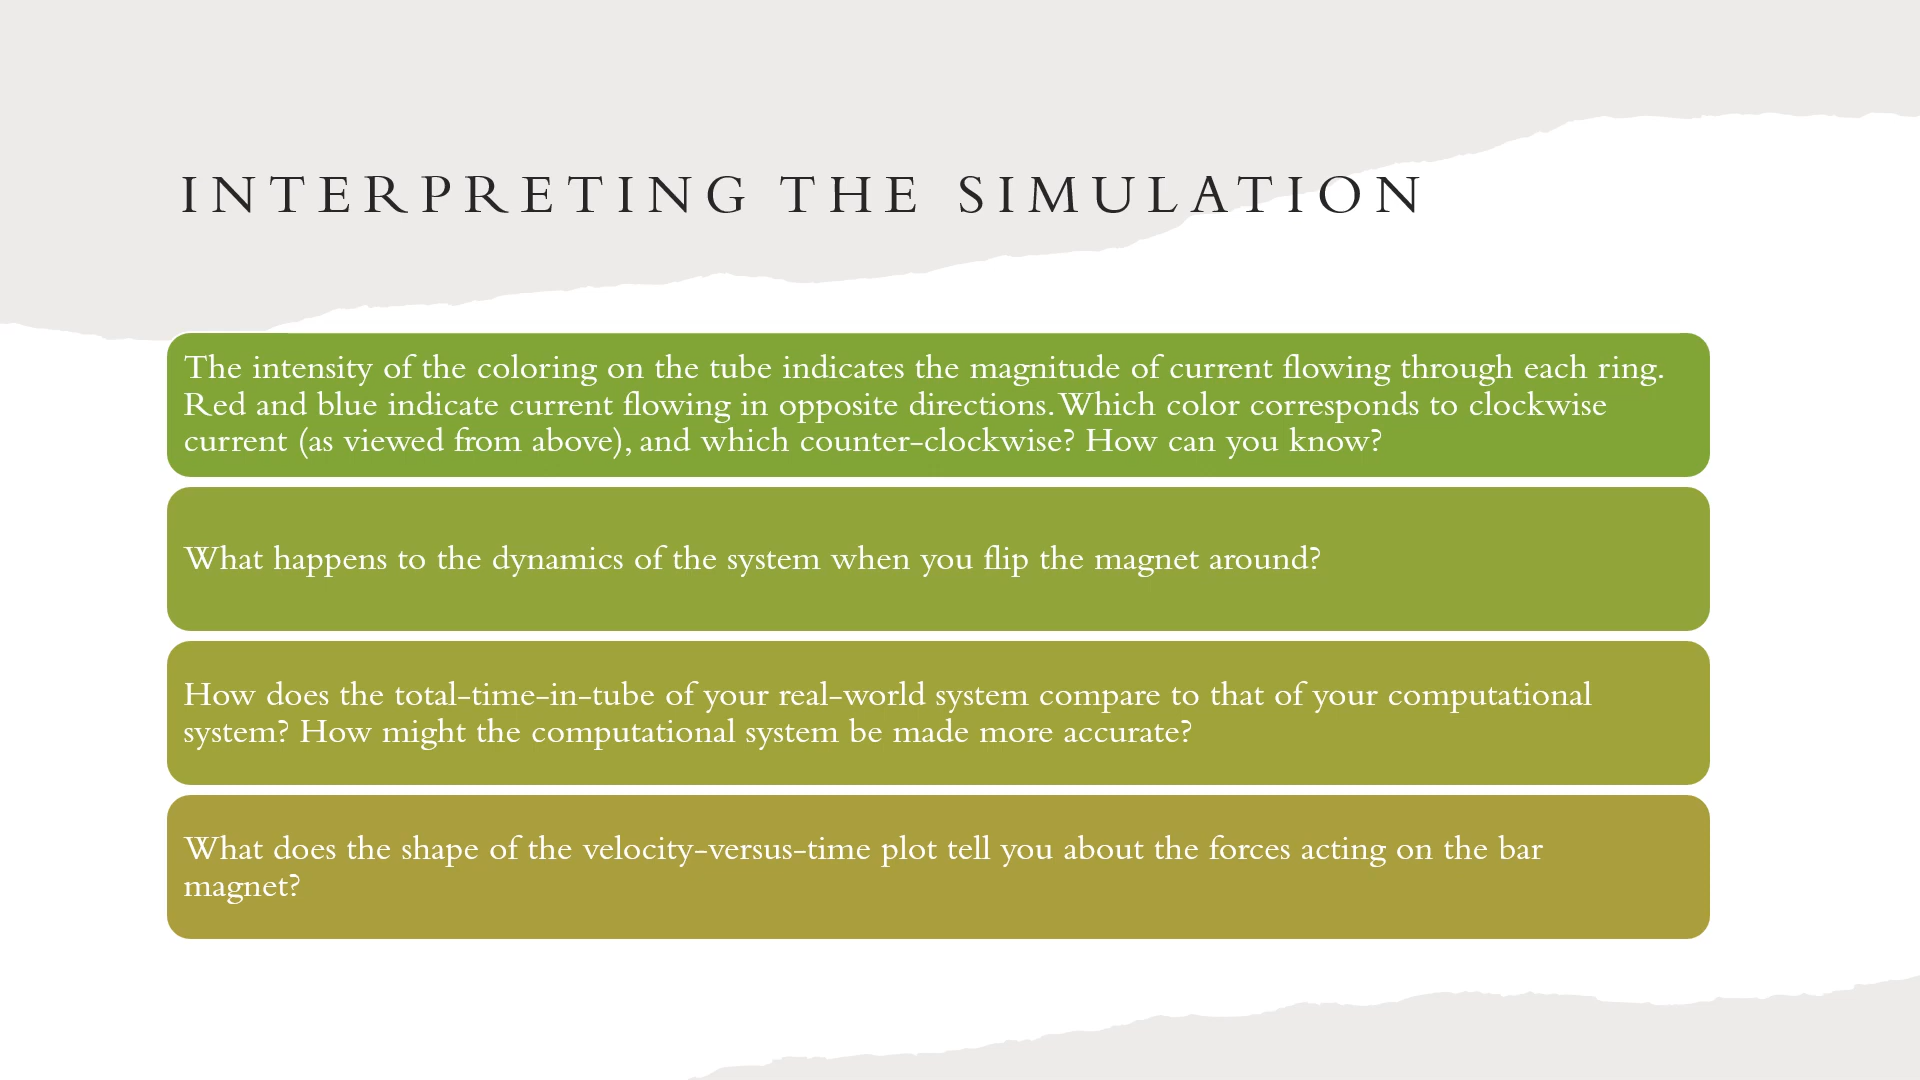 INTERPRETING THE SIMULATION
The intensity of the coloring on the tube indicates the magnitude of current flowing through each ring.
Red and blue indicate current flowing in opposite directions. Which color corresponds to clockwise
current (as viewed from above), and which counter-clockwise? How can you know?
What happens to the dynamics of the system when you flip the magnet around?
How does the total-time-in-tube of your real-world system compare to that of your computational
system? How might the computational system be made more accurate?
What does the shape of the velocity-versus-time plot tell you about the forces acting on the bar
magnet?